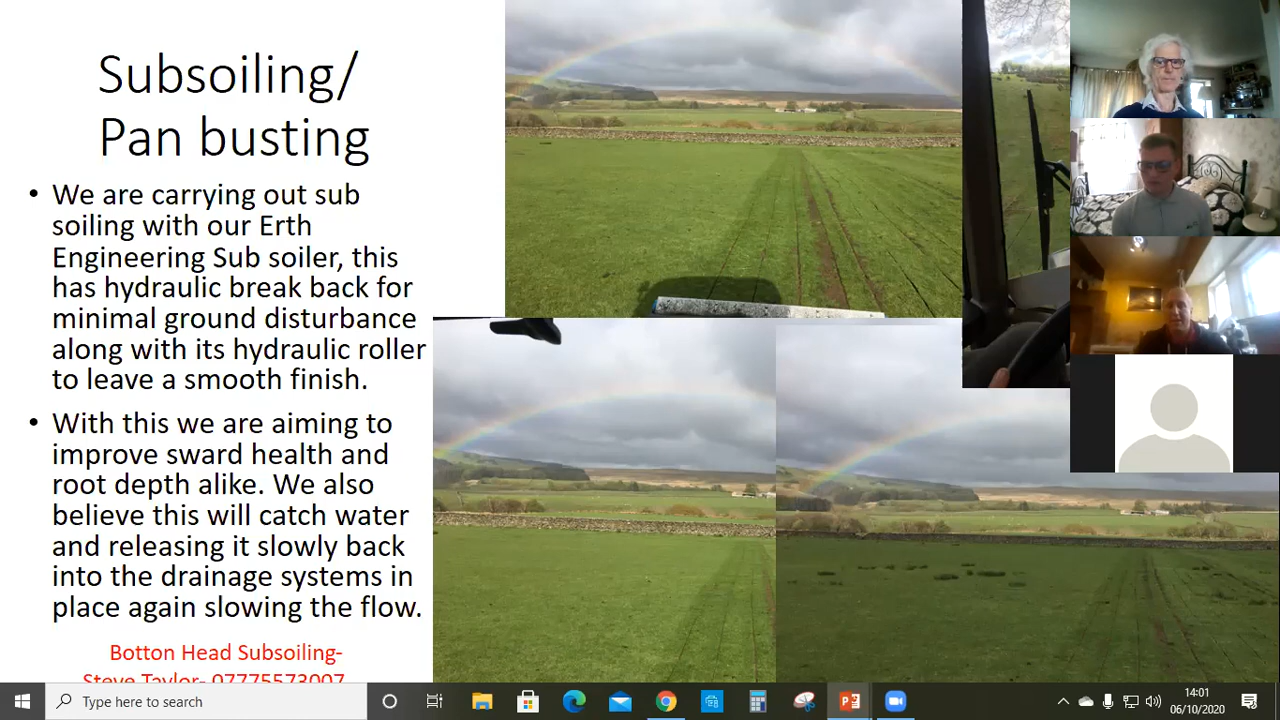 Subsoiling/
Pan busting
• We are carrying out sub
soiling with our Erth
Engineering Sub soiler, this
has hydraulic break back for
minimal ground disturbance
along with its hydraulic roller
to leave a smooth finish.
• With this we are aiming to
improve sward health and
root depth alike. We also
believe this will catch water
and releasing it slowly back
into the drainage systems in
place again slowing the flow.
Botton Head Subsoiling-
Steve Taylor- 07775573007
Type here to search
14:01
06/10/2020